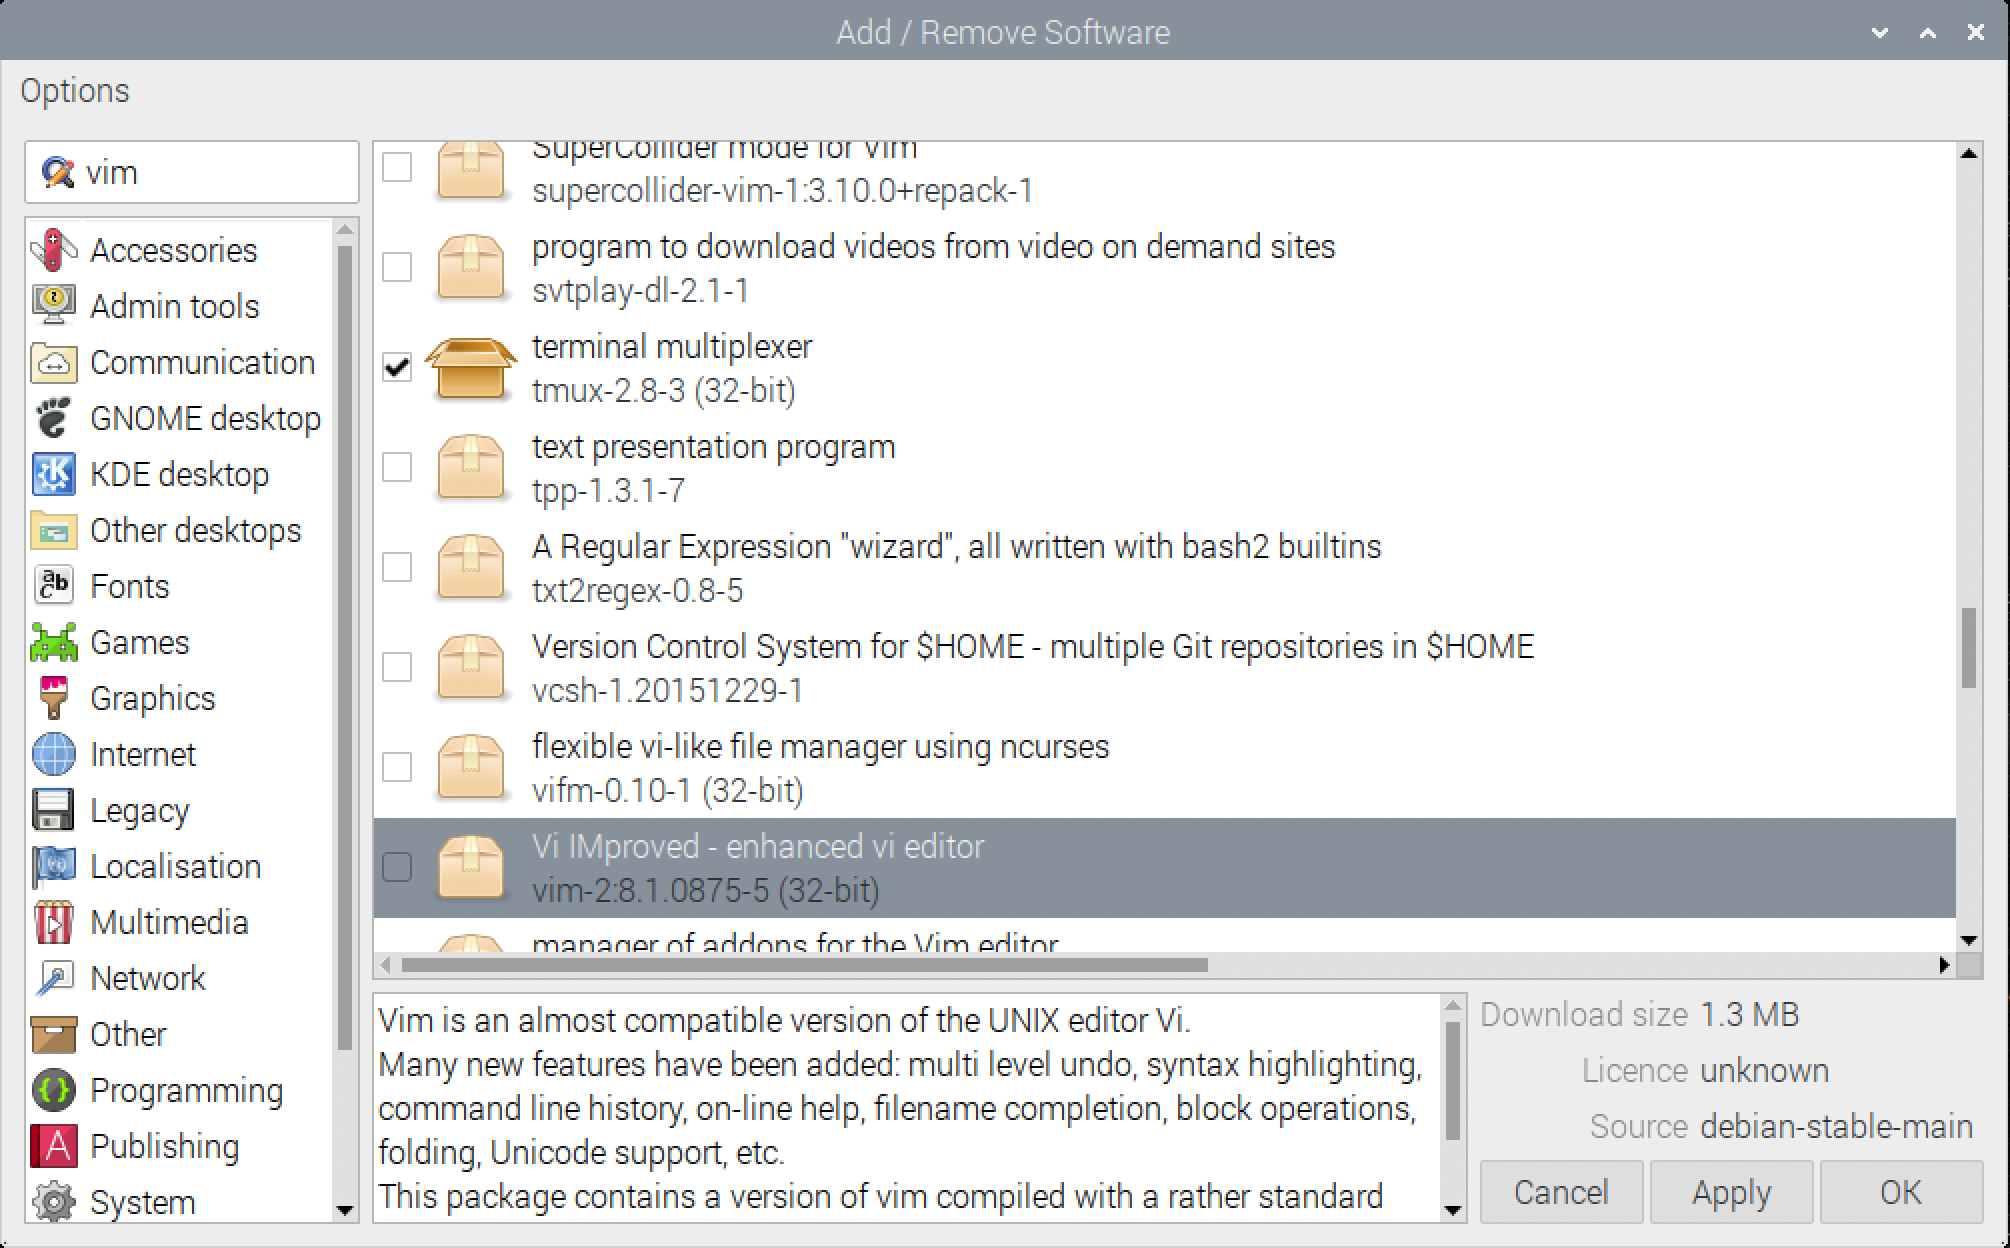 Add / Remove Software
Options
vim
Accessories
Admin tools
Communication
GNOME desktop
KDE desktop
Other desktops
Fonts
Games
Graphics
Internet
Legacy
Localisation
Multimedia
Network
Other
Programming
Publishing
System
SuperCollider mode for Vim
supercollider-vim-1:3.10.0+repack-1
program to download videos from video on demand sites
svtplay-dl-2.1-1
terminal multiplexer
tmux-2.8-3 (32-bit)
text presentation program
tpp-1.3.1-7
A Regular Expression "wizard", all written with bash2 builtins
txt2regex-0.8-5
Version Control System for $HOME - multiple Git repositories in $HOME
vcsh-1.20151229-1
flexible vi-like file manager using ncurses
vifm-0.10-1 (32-bit)
Vi IMproved - enhanced vi editor
vim-2:8.1.0875-5 (32-bit)
manager of addons for the Vim editor
Vim is an almost compatible version of the UNIX editor Vi.
Many new features have been added: multi level undo, syntax highlighting,
command line history, on-line help, filename completion, block operations,
folding, Unicode support, etc.
This package contains a version of vim compiled with a rather standard
Download size 1.3 MB
Licence unknown
Source debian-stable-main
Cancel
Apply
OK